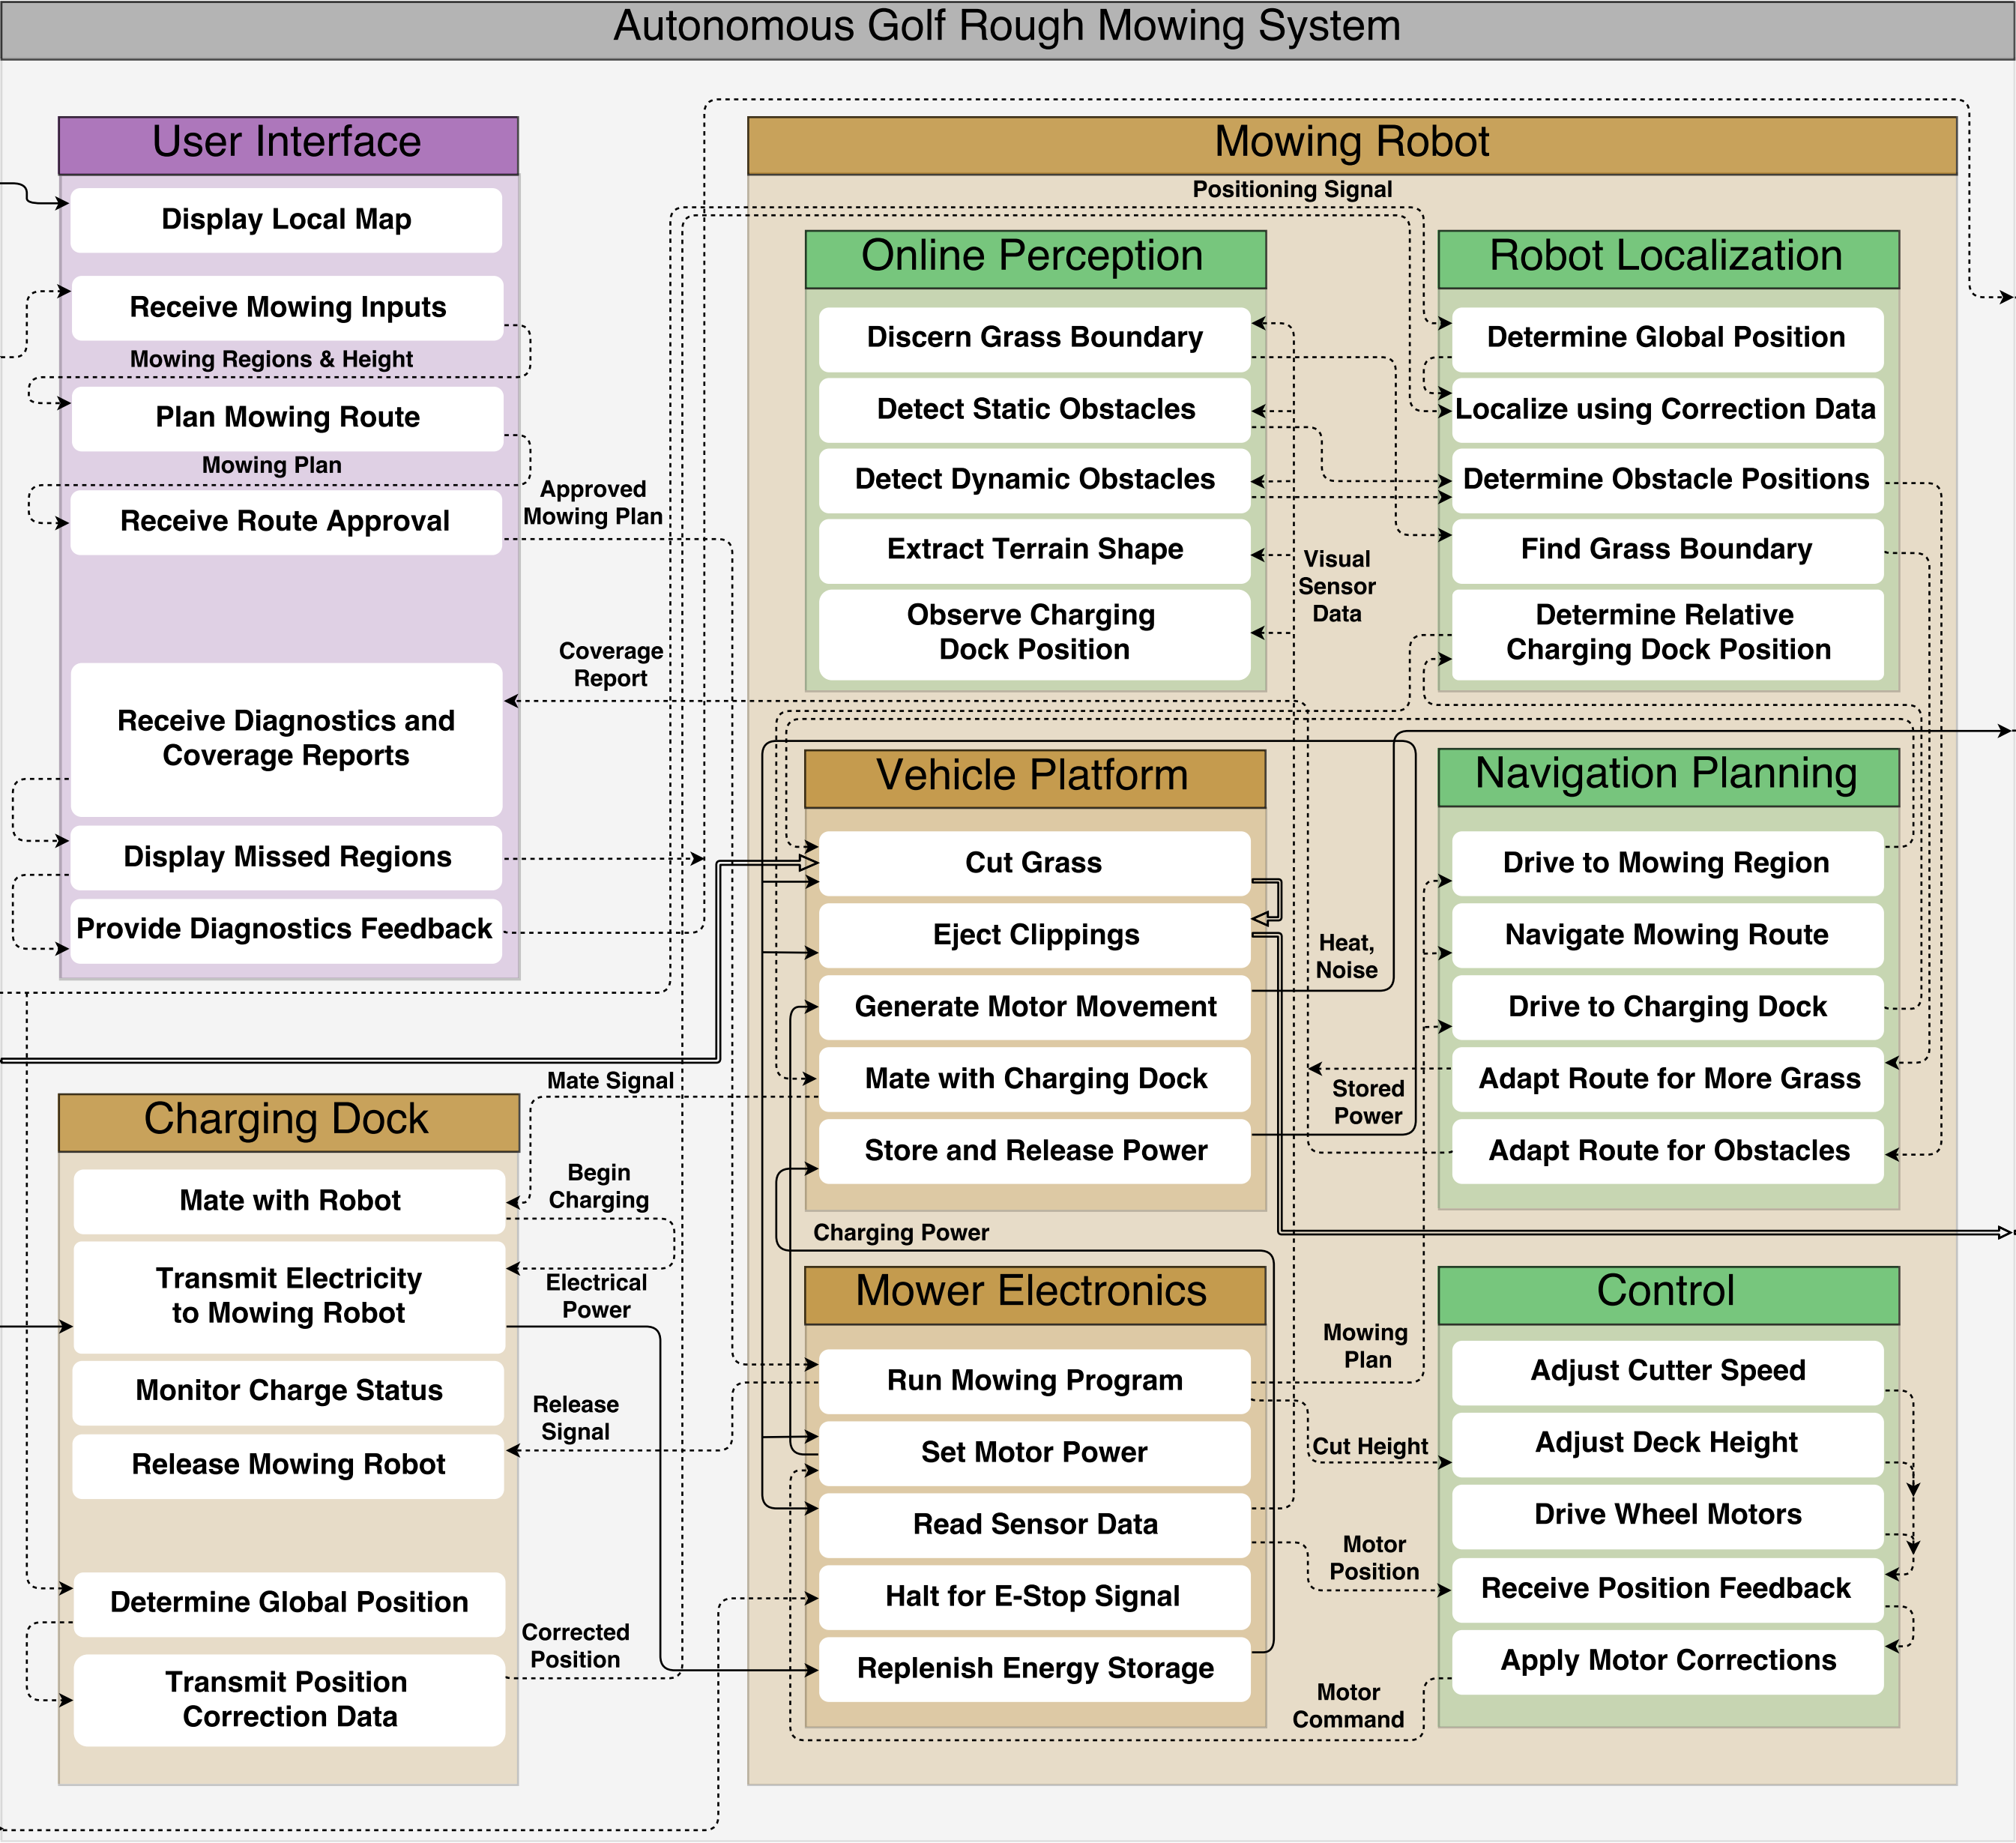 Autonomous Golf Rough Mowing System
User Interface
Display Local Map
Receive Mowing Inputs
Mowing Regions & Height
Plan Mowing Route
Mowing Plan
Receive Route Approval
Approved
Mowing Plan
Coverage
Report
Receive Diagnostics and
Coverage Reports
Display Missed Regions
Provide Diagnostics Feedback
Charging Dock
Mate Signal
Mate with Robot
Begin
Charging
Transmit Electricity
to Mowing Robot
Electrical
Power
Monitor Charge Status
Release
Signal
Release Mowing Robot
Determine Global Position
Corrected
Position
Transmit Position
Correction Data
Mowing Robot
Positioning Signal
Online Perception
Discern Grass Boundary
Detect Static Obstacles
Detect Dynamic Obstacles
Extract Terrain Shape
Observe Charging
Dock Position
Visual
Sensor
Data
Robot Localization
Determine Global Position
Localize using Correction Data
Determine Obstacle Positions
Find Grass Boundary
Determine Relative
Charging Dock Position
Vehicle Platform
Cut Grass
Eject Clippings
Generate Motor Movement
Mate with Charging Dock
Store and Release Power
Heat,
Noise
Stored
Power
Charging Power
Navigation Planning
Drive to Mowing Region
Navigate Mowing Route
Drive to Charging Dock
Adapt Route for More Grass
Adapt Route for Obstacles
Mower Electronics
Run Mowing Program
Set Motor Power
Read Sensor Data
Halt for E-Stop Signal
Replenish Energy Storage
Mowing
Plan
Cut Height
Motor
Position
Motor
Command
Control
Adjust Cutter Speed
Adjust Deck Height
Drive Wheel Motors
Receive Position Feedback
Apply Motor Corrections